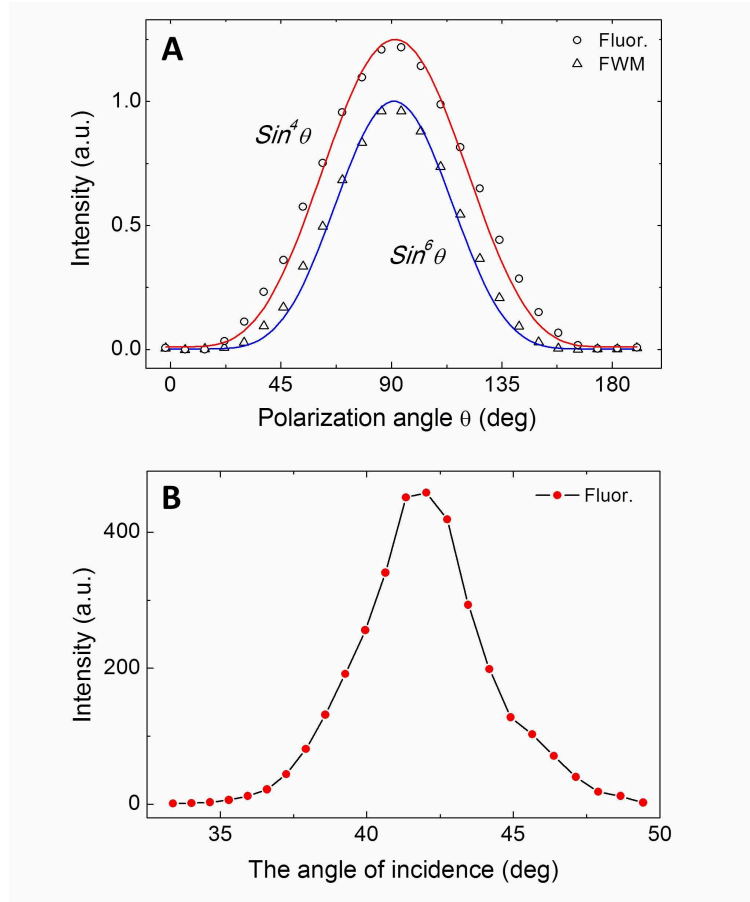 A
Fluor.
FWM
Sin⁴θ
Sin⁶θ
1.0
0.5
0.0
Intensity (a.u.)
0 45 90 135 180
Polarization angle θ (deg)
B
Fluor.
400
200
0
Intensity (a.u.)
35 40 45 50
The angle of incidence (deg)